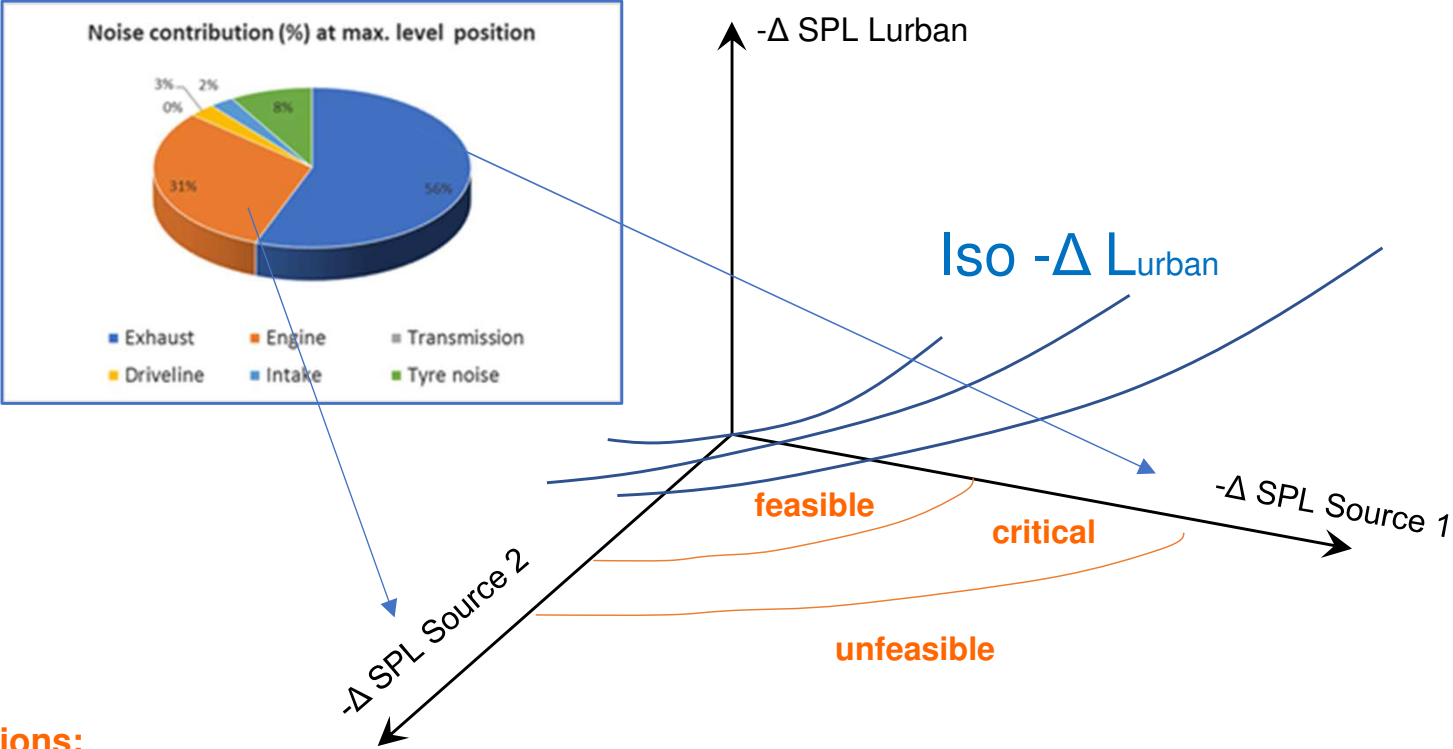 Noise contribution (%) at max. level position
3%
2%
0%
8%
31%
56%
Exhaust
Engine
Transmission
Driveline
Intake
Tyre noise
-Δ SPL Lurban
Iso -Δ Lurban
feasible
critical
unfeasible
-Δ SPL Source 1
-Δ SPL Source 2
ions: